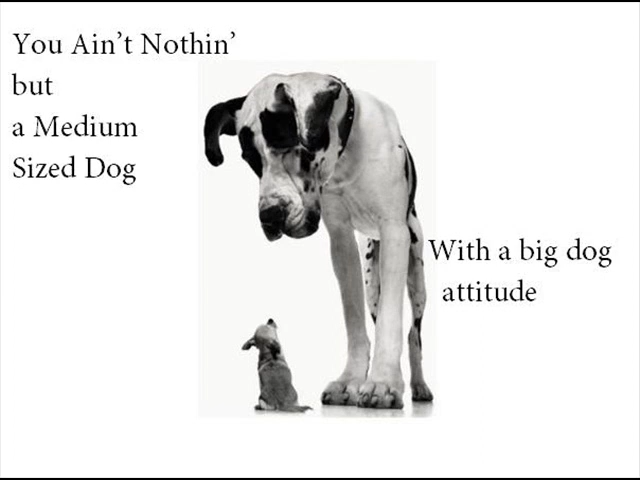 You Ain’t Nothin’
but
a Medium
Sized Dog
With a big dog
attitude